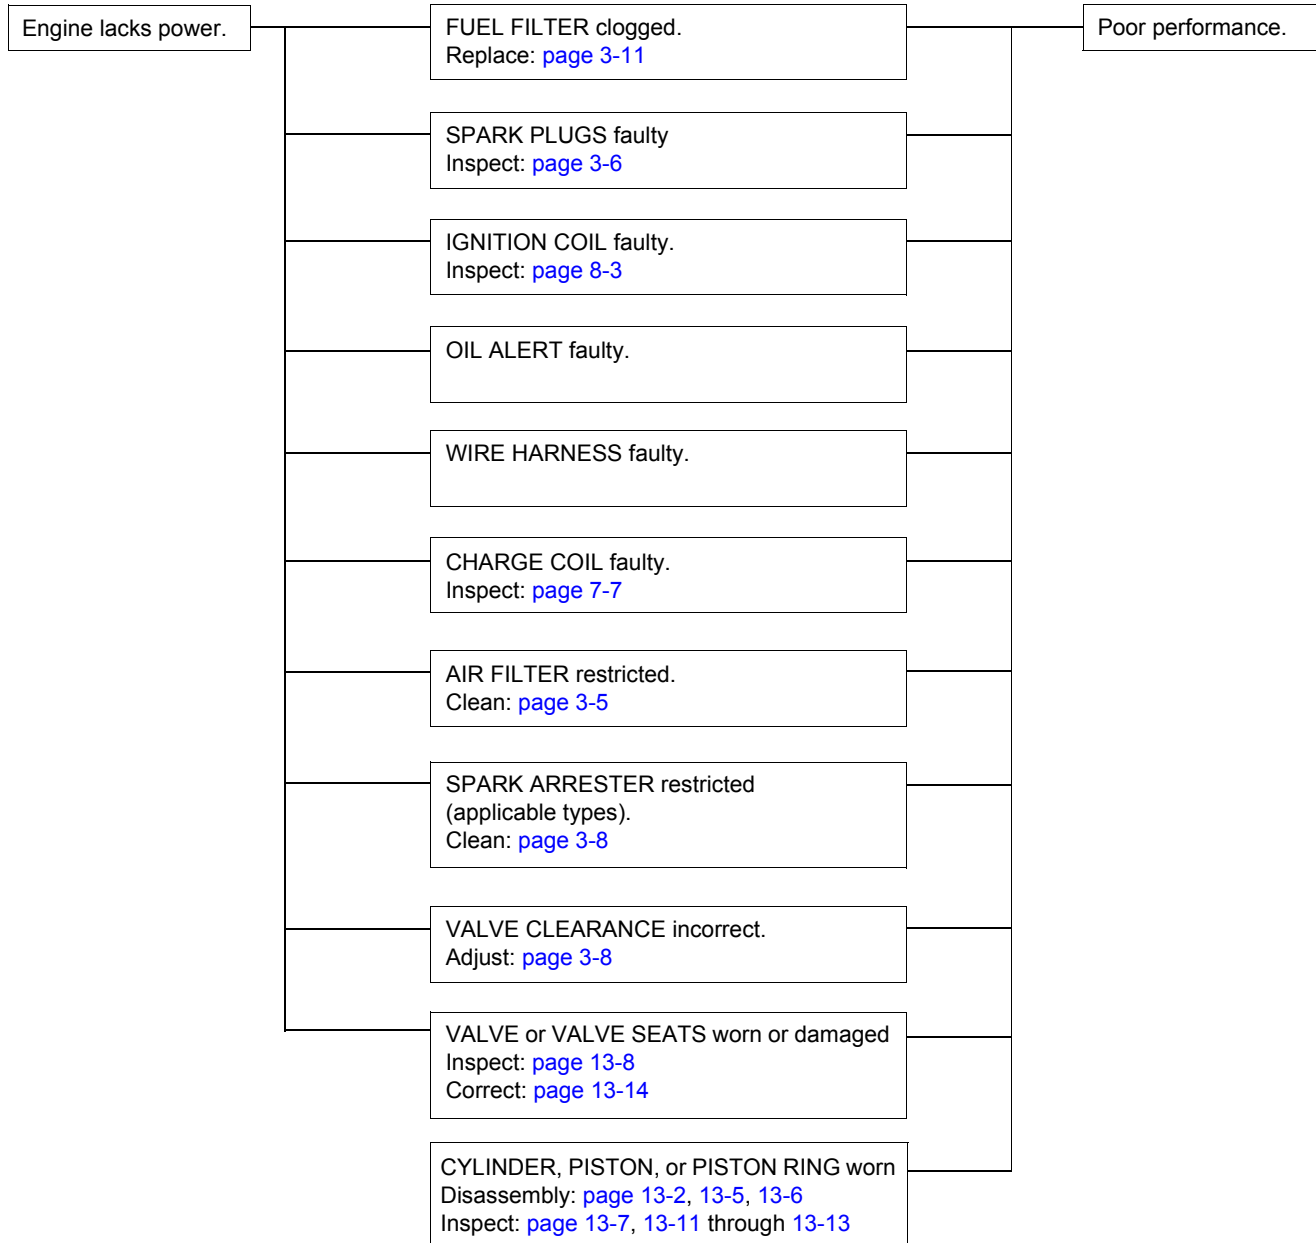 Engine lacks power.
FUEL FILTER clogged.
Replace: page 3-11
Poor performance.
SPARK PLUGS faulty
Inspect: page 3-6
IGNITION COIL faulty.
Inspect: page 8-3
OIL ALERT faulty.
WIRE HARNESS faulty.
CHARGE COIL faulty.
Inspect: page 7-7
AIR FILTER restricted.
Clean: page 3-5
SPARK ARRESTER restricted
(applicable types).
Clean: page 3-8
VALVE CLEARANCE incorrect.
Adjust: page 3-8
VALVE or VALVE SEATS worn or damaged
Inspect: page 13-8
Correct: page 13-14
CYLINDER, PISTON, or PISTON RING worn
Disassembly: page 13-2, 13-5, 13-6
Inspect: page 13-7, 13-11 through 13-13